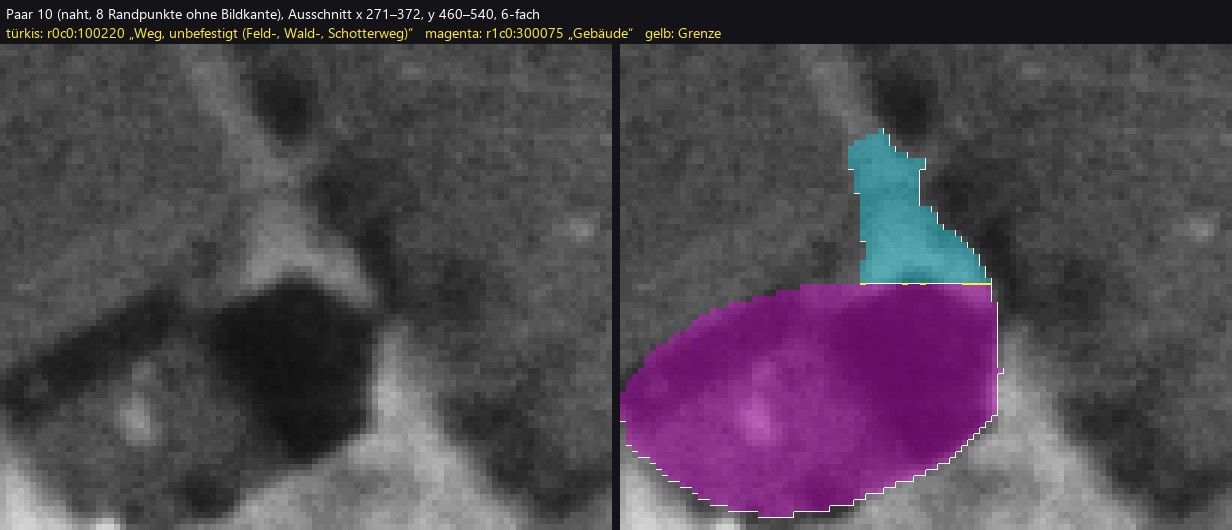 Paar 10 (naht, 8 Randpunkte ohne Bildkante), Ausschnitt x 271–372, y 460–540, 6-fach
türkis: r0c0:100220 „Weg, unbefestigt (Feld-, Wald-, Schotterweg)“ magenta: r1c0:300075 „Gebäude“ gelb: Grenze